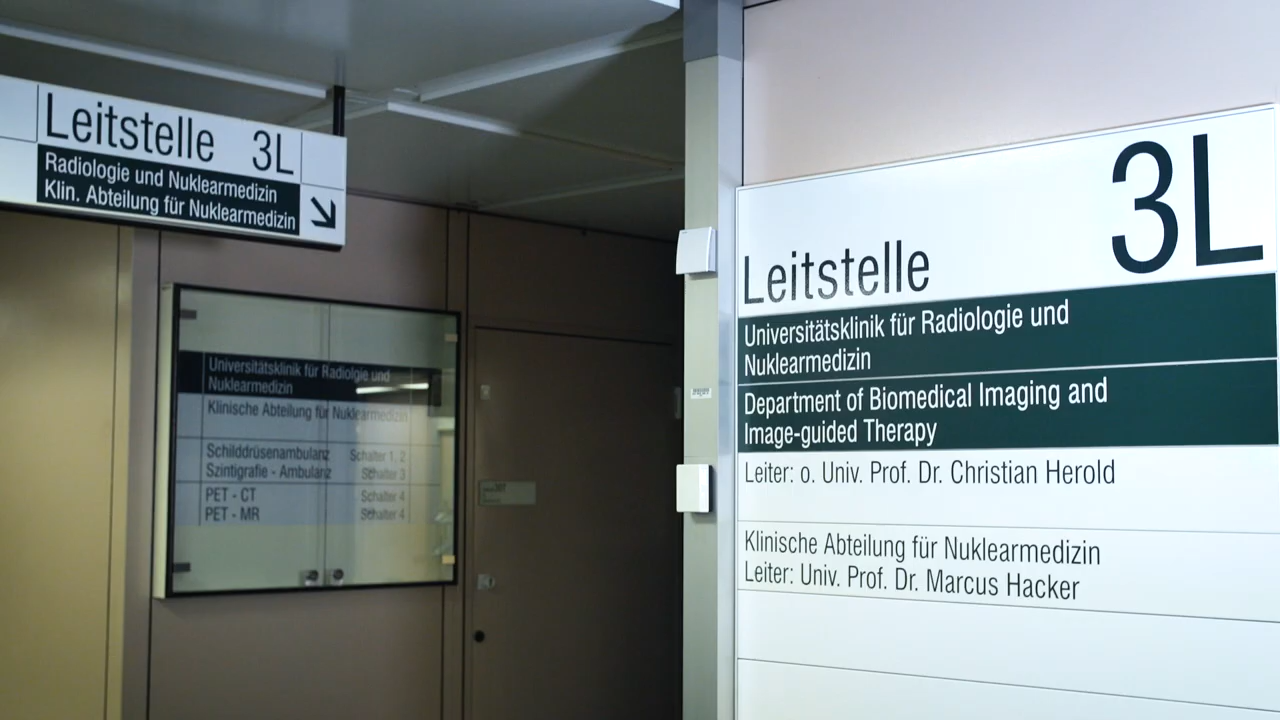 Leitstelle 3L
Radiologie und Nuklearmedizin
Klin. Abteilung für Nuklearmedizin
Universitätsklinik für Radiolgie und
Nuklearmedizin
Klinische Abteilung für Nuklearmedizin
Schilddrüsenambulanz Schalter 1, 2
Szintigrafie - Ambulanz Schalter 3
PET - CT Schalter 4
PET - MR Schalter 4
3L
Leitstelle
Universitätsklinik für Radiologie und
Nuklearmedizin
Department of Biomedical Imaging and
Image-guided Therapy
Leiter: o. Univ. Prof. Dr. Christian Herold
Klinische Abteilung für Nuklearmedizin
Leiter: Univ. Prof. Dr. Marcus Hacker